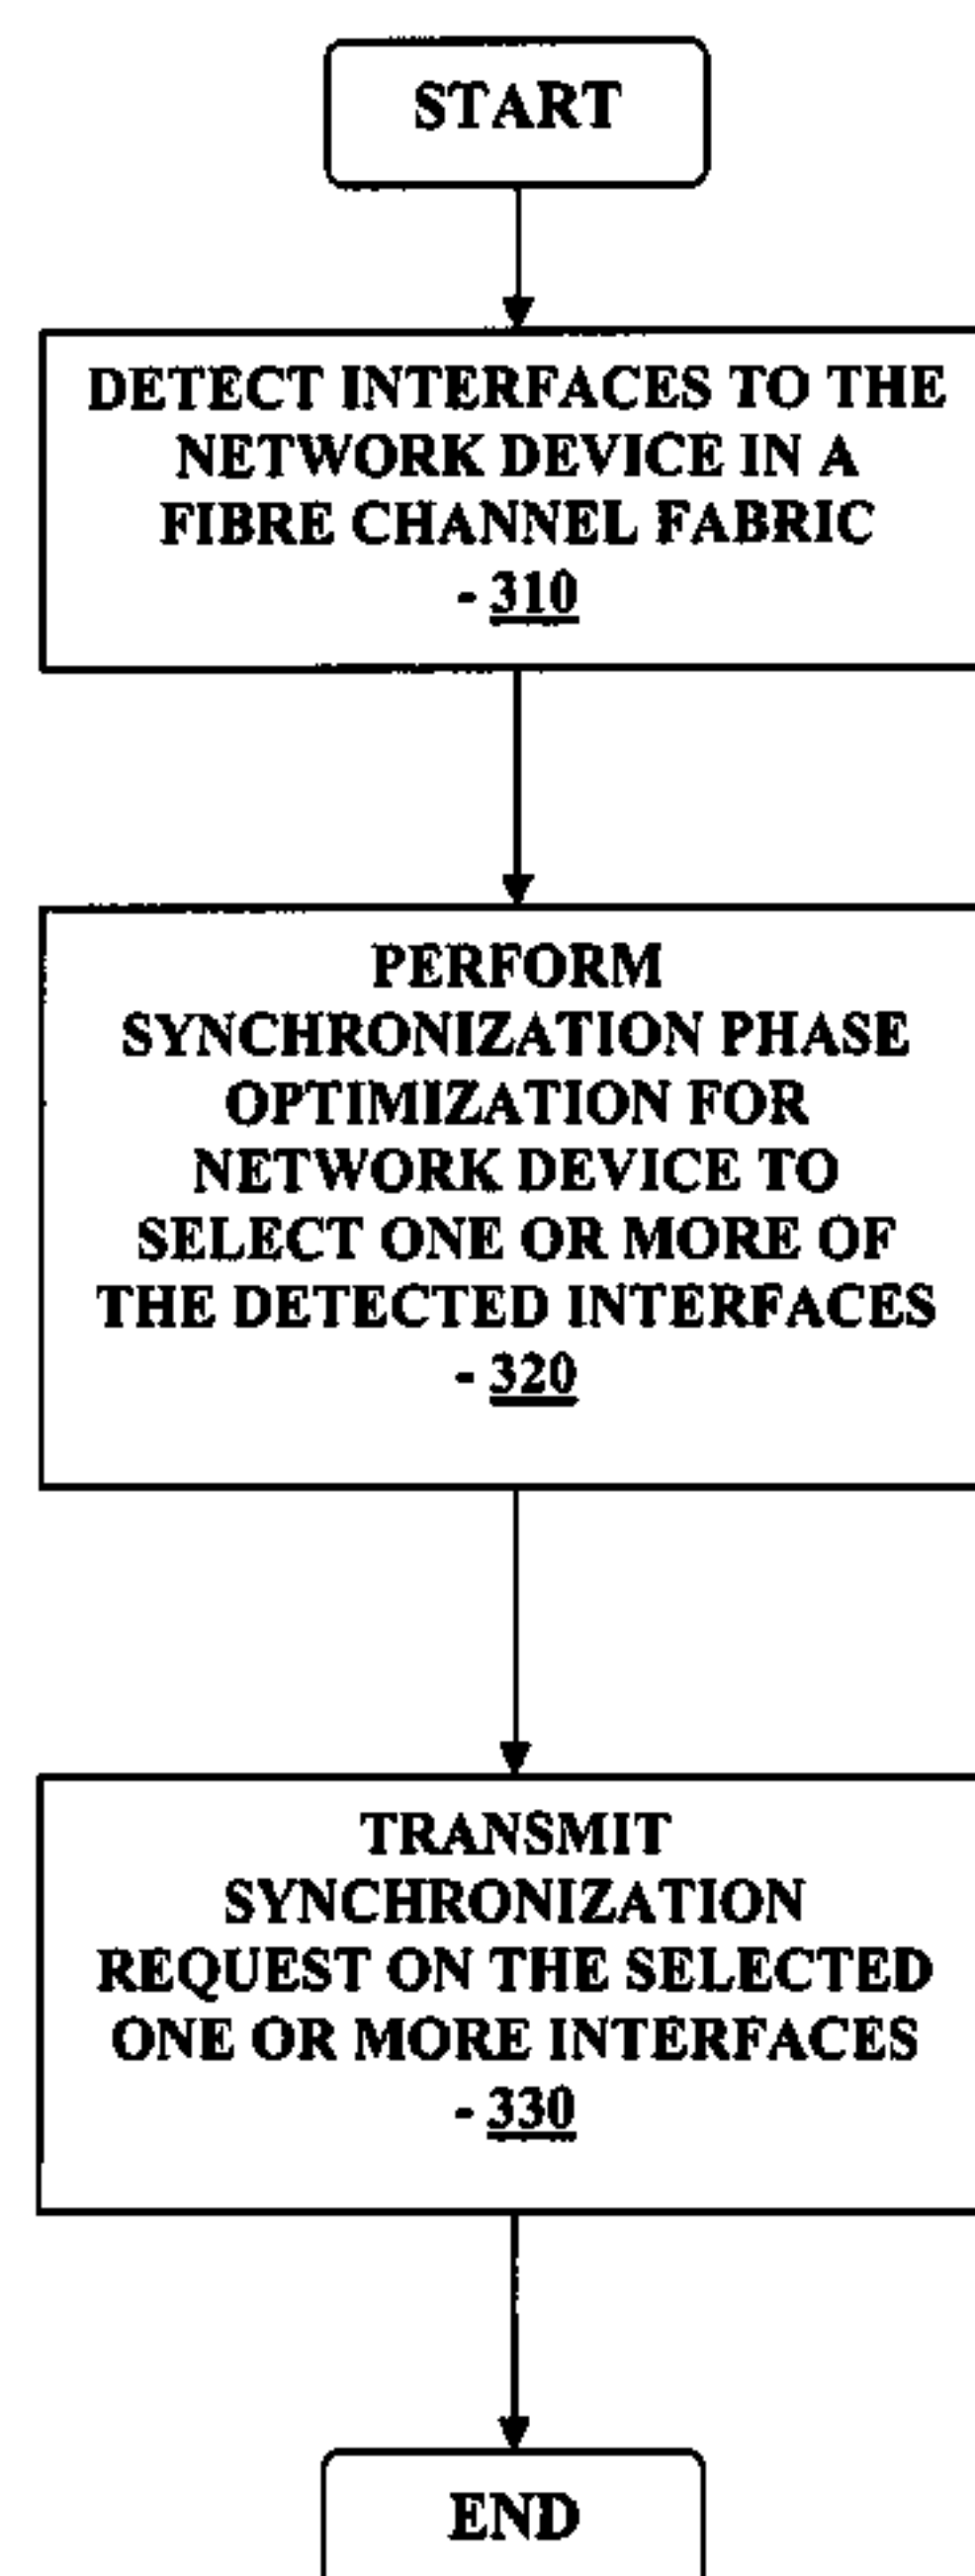 START
DETECT INTERFACES TO THE
NETWORK DEVICE IN A
FIBRE CHANNEL FABRIC
- 310
PERFORM
SYNCHRONIZATION PHASE
OPTIMIZATION FOR
NETWORK DEVICE TO
SELECT ONE OR MORE OF
THE DETECTED INTERFACES
- 320
TRANSMIT
SYNCHRONIZATION
REQUEST ON THE SELECTED
ONE OR MORE INTERFACES
- 330
END